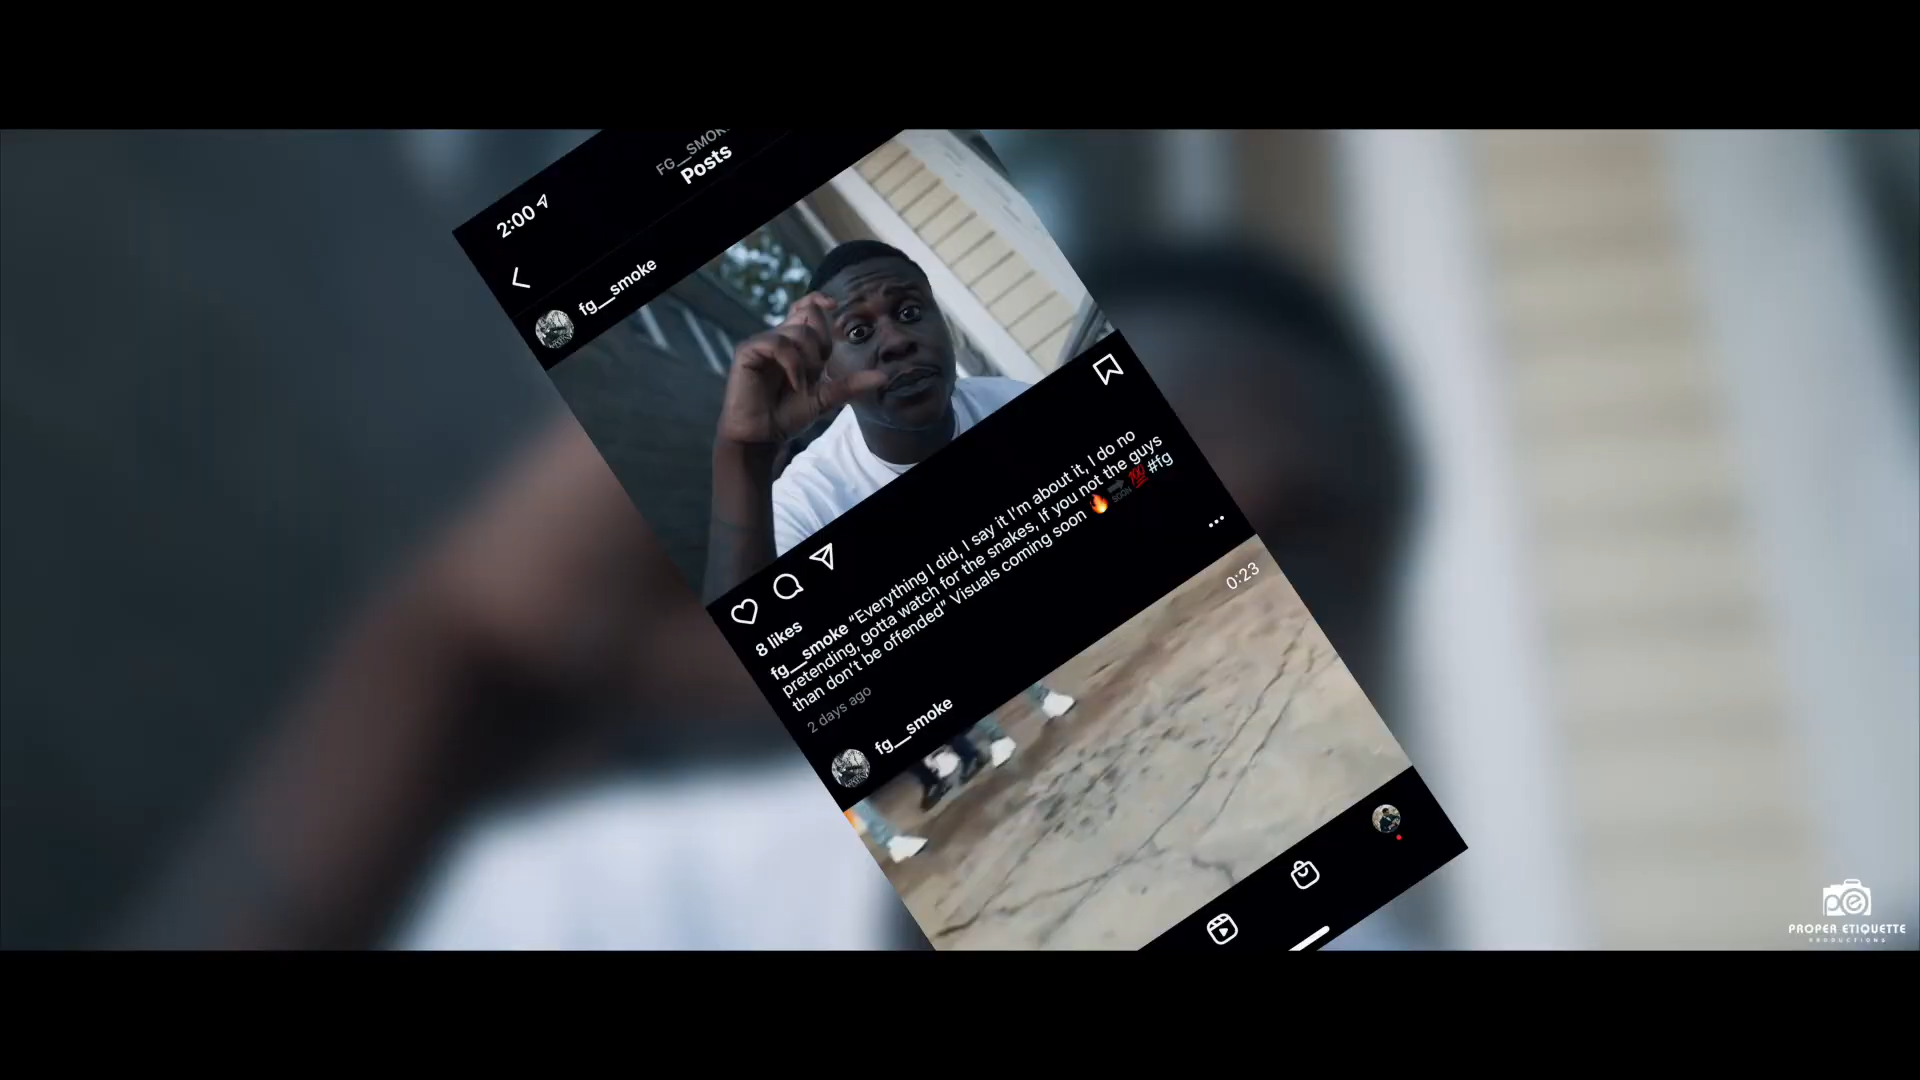 FG__SMOK
Posts
2:00
fg__smoke
8 likes
fg__smoke “Everything I did, I say it I’m about it, I do no
pretending, gotta watch for the snakes, If you not the guys
than don’t be offended” Visuals coming soon 🔥🔜💯#fg
2 days ago
fg__smoke
0:23
pe
PROPER ETIQUETTE
PRODUCTIONS